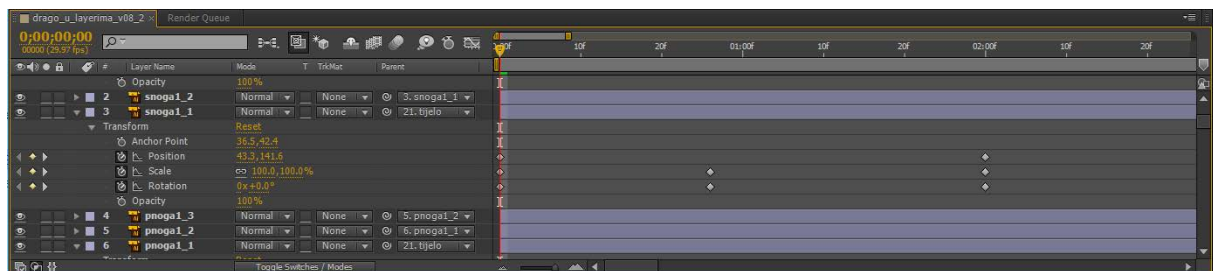 drago_u_layerima_v08_2 × Render Queue
0;00;00;00
00000 (29.97 fps)
10f 20f 01:00f 10f 20f 02:00f 10f 20f
# Layer Name Mode T TrkMat Parent
Opacity 100%
2 snoga1_2 Normal None 3. snoga1_1
3 snoga1_1 Normal None 21. tijelo
Transform Reset
Anchor Point 36.5,42.4
Position 43.3,141.6
Scale 100.0,100.0%
Rotation 0x+0.0°
Opacity 100%
4 pnoga1_3 Normal None 5. pnoga1_2
5 pnoga1_2 Normal None 6. pnoga1_1
6 pnoga1_1 Normal None 21. tijelo
Toggle Switches / Modes